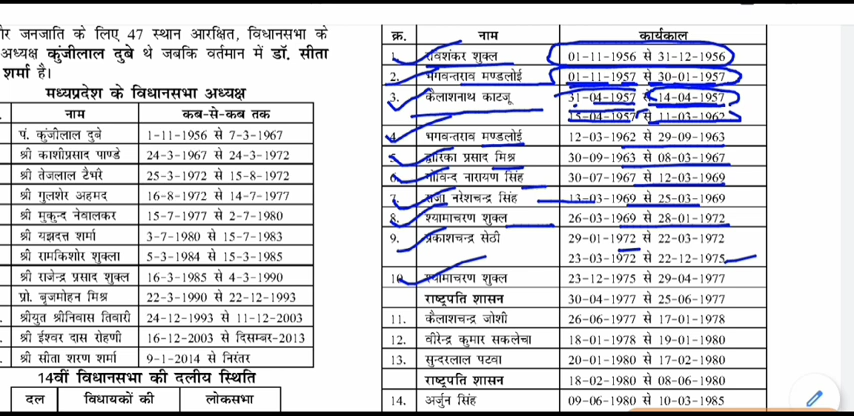 ौर जनजाति के लिए 47 स्थान आरक्षित, विधानसभा के
अध्यक्ष कुंजीलाल दुबे थे जबकि वर्तमान में डॉ. सीता
शर्मा है।
मध्यप्रदेश के विधानसभा अध्यक्ष
नाम कब-से-कब तक
पं. कुंजीलाल दुबे 1-11-1956 से 7-3-1967
श्री काशीप्रसाद पाण्डे 24-3-1967 से 24-3-1972
श्री तेजलाल टैंभरे 25-3-1972 से 15-8-1972
श्री गुलशेर अहमद 16-8-1972 से 14-7-1977
श्री मुकुन्द नेवालकर 15-7-1977 से 2-7-1980
श्री यज्ञदत्त शर्मा 3-7-1980 से 15-7-1983
श्री रामकिशोर शुक्ला 5-3-1984 से 15-3-1985
श्री राजेन्द्र प्रसाद शुक्ल 16-3-1985 से 4-3-1990
प्रो. बृजमोहन मिश्र 22-3-1990 से 22-12-1993
श्रीयुत श्रीनिवास तिवारी 24-12-1993 से 11-12-2003
श्री ईश्वर दास रोहणी 16-12-2003 से दिसम्बर-2013
श्री सीता शरण शर्मा 9-1-2014 से निरंतर
14वीं विधानसभा की दलीय स्थिति
दल विधायकों की लोकसभा
क्र. नाम कार्यकाल
1. रविशंकर शुक्ल 01-11-1956 से 31-12-1956
2. भगवन्तराव मण्डलोई 01-11-1957 से 30-01-1957
3. कैलाशनाथ काटजू 31-04-1957 से 14-04-1957
15-04-1957 से 11-03-1962
4. भगवन्तराव मण्डलोई 12-03-1962 से 29-09-1963
5. द्वारिका प्रसाद मिश्र 30-09-1963 से 08-03-1967
6. गोविन्द नारायण सिंह 30-07-1967 से 12-03-1969
7. राजा नरेशचन्द्र सिंह 13-03-1969 से 25-03-1969
8. श्यामाचरण शुक्ल 26-03-1969 से 28-01-1972
9. प्रकाशचन्द्र सेठी 29-01-1972 से 22-03-1972
23-03-1972 से 22-12-1975
10. श्यामाचरण शुक्ल 23-12-1975 से 29-04-1977
राष्ट्रपति शासन 30-04-1977 से 25-06-1977
11. कैलाशचन्द्र जोशी 26-06-1977 से 17-01-1978
12. वीरेन्द्र कुमार सकलेचा 18-01-1978 से 19-01-1980
13. सुन्दरलाल पटवा 20-01-1980 से 17-02-1980
राष्ट्रपति शासन 18-02-1980 से 08-06-1980
14. अर्जुन सिंह 09-06-1980 से 10-03-1985